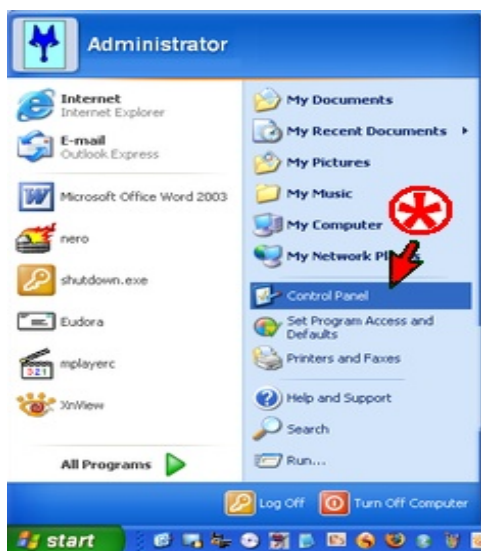 Administrator
Internet
Internet Explorer
E-mail
Outlook Express
Microsoft Office Word 2003
nero
shutdown.exe
Eudora
mplayerc
XnView
All Programs
My Documents
My Recent Documents
My Pictures
My Music
My Computer
My Network
Control Panel
Set Program Access and
Defaults
Printers and Faxes
Help and Support
Search
Run...
Log Off
Turn Off Computer
start